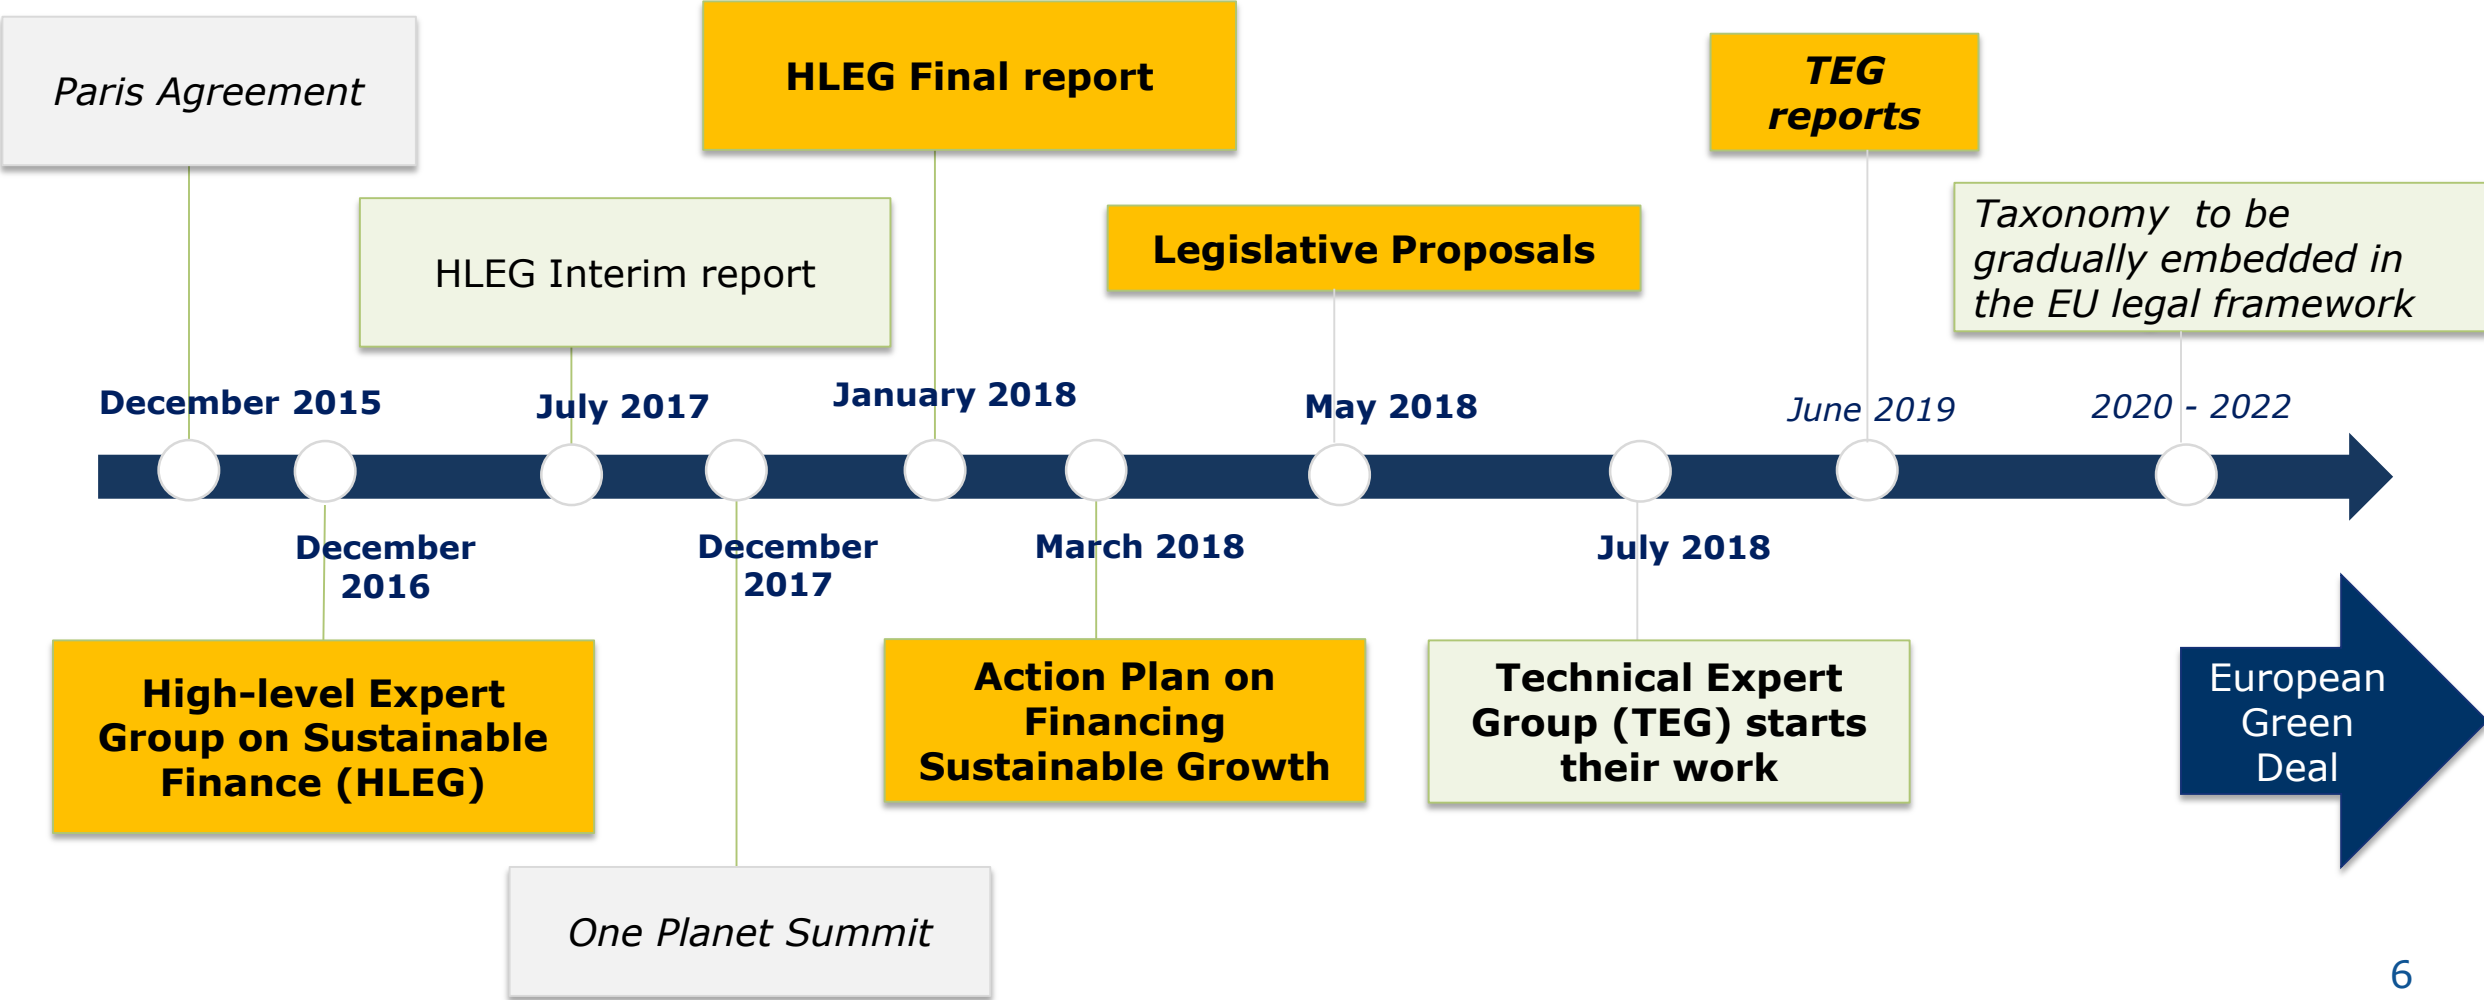 Paris Agreement
HLEG Final report
TEG
reports
HLEG Interim report
Legislative Proposals
Taxonomy to be
gradually embedded in
the EU legal framework
December 2015
July 2017
January 2018
May 2018
June 2019
2020 - 2022
December
2016
December
2017
March 2018
July 2018
High-level Expert
Group on Sustainable
Finance (HLEG)
Action Plan on
Financing
Sustainable Growth
Technical Expert
Group (TEG) starts
their work
European
Green
Deal
One Planet Summit
6